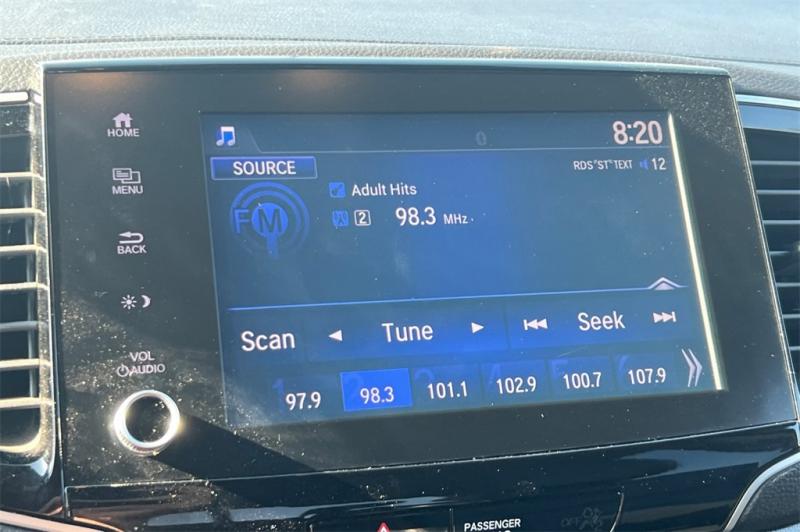 HOME
MENU
BACK
VOL
AUDIO
8:20
SOURCE
RDS "ST" TEXT 12
FM
Adult Hits
2 98.3 MHz
Scan Tune Seek
97.9 98.3 101.1 102.9 100.7 107.9
PASSENGER
OFF